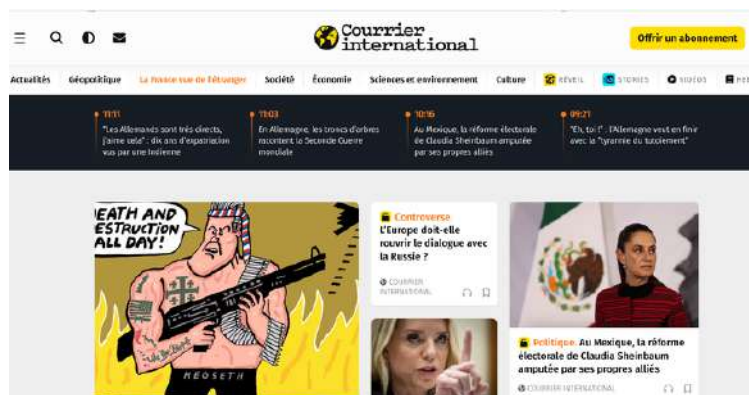 Courrier
international
Offrir un abonnement
Actualités Géopolitique La France vue de l'étranger Société Économie Sciences et environnement Culture RÉVEIL STORIES VIDÉOS
11:11
"Les Allemands sont très directs,
j'aime cela" : dix ans d'expatriation
vus par une Indienne
11:03
En Allemagne, les troncs d'arbres
racontent la Seconde Guerre
mondiale
10:16
Au Mexique, la réforme électorale
de Claudia Sheinbaum amputée
par ses propres alliés
09:21
"Eh, toi !" : l'Allemagne veut en finir
avec la "tyrannie du tutoiement"
DEATH AND
DESTRUCTION
ALL DAY!
HEGSETH
Controverse
L'Europe doit-elle
rouvrir le dialogue avec
la Russie ?
COURRIER
INTERNATIONAL
Politique. Au Mexique, la réforme
électorale de Claudia Sheinbaum
amputée par ses propres alliés
COURRIER INTERNATIONAL